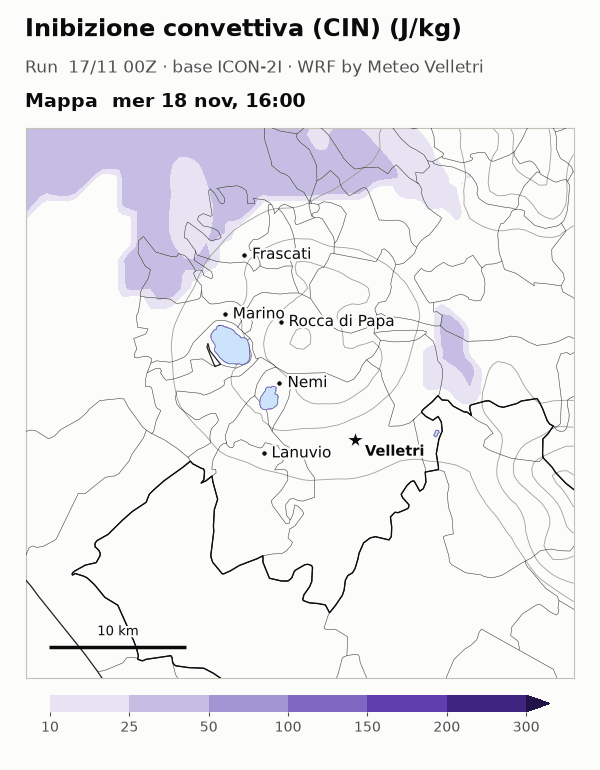 Inibizione convettiva (CIN) (J/kg)
Run  17/11 00Z · base ICON-2I · WRF by Meteo Velletri
Mappa  mer 18 nov, 16:00
Frascati
Marino
Rocca di Papa
Nemi
Velletri
Lanuvio
10 km
10 25 50 100 150 200 300